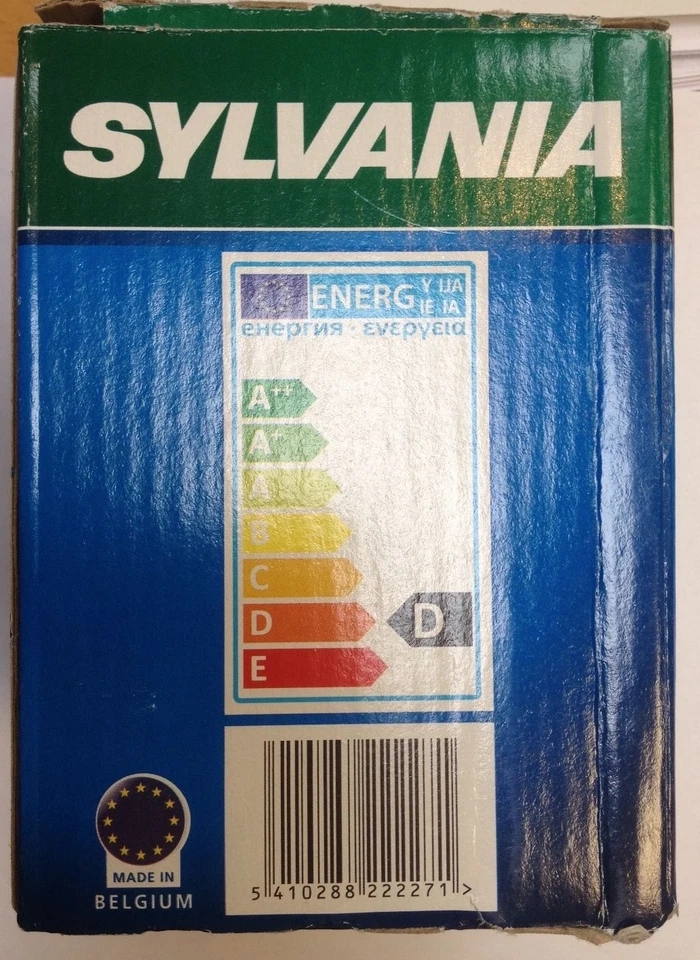 SYLVANIA
ENERG Y IJA
IE IA
енергия · ενεργεια
A++
A+
A
B
C
D
D
E
MADE IN
BELGIUM
5 410288 222271 >